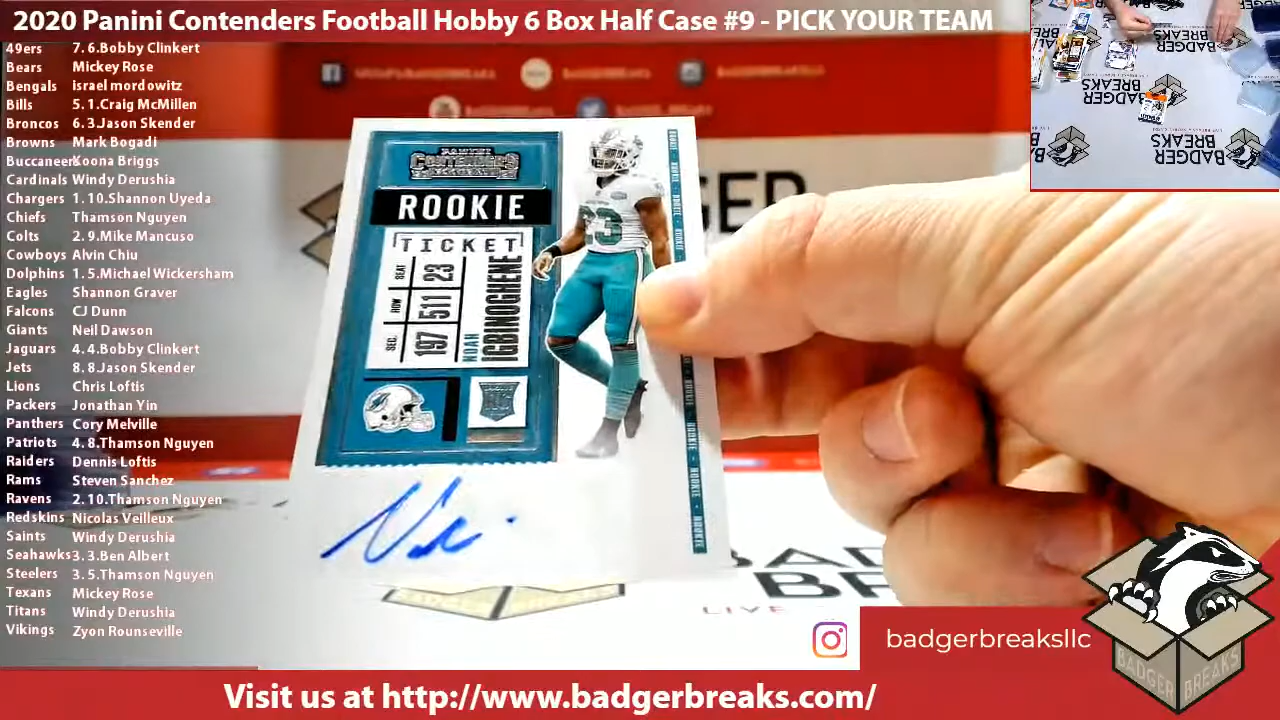 2020 Panini Contenders Football Hobby 6 Box Half Case #9 - PICK YOUR TEAM
49ers 7. 6.Bobby Clinkert
Bears Mickey Rose
Bengals israel mordowitz
Bills 5. 1.Craig McMillen
Broncos 6. 3.Jason Skender
Browns Mark Bogadi
Buccaneers Koona Briggs
Cardinals Windy Derushia
Chargers 1. 10.Shannon Uyeda
Chiefs Thamson Nguyen
Colts 2. 9.Mike Mancuso
Cowboys Alvin Chiu
Dolphins 1. 5.Michael Wickersham
Eagles Shannon Graver
Falcons CJ Dunn
Giants Neil Dawson
Jaguars 4. 4.Bobby Clinkert
Jets 8. 8.Jason Skender
Lions Chris Loftis
Packers Jonathan Yin
Panthers Cory Melville
Patriots 4. 8.Thamson Nguyen
Raiders Dennis Loftis
Rams Steven Sanchez
Ravens 2. 10.Thamson Nguyen
Redskins Nicolas Veilleux
Saints Windy Derushia
Seahawks 3. 3.Ben Albert
Steelers 3. 5.Thamson Nguyen
Texans Mickey Rose
Titans Windy Derushia
Vikings Zyon Rounseville
PANINI
CONTENDERS
ROOKIE
TICKET
SEAT 23
ROW 511
SEC. 197
NOAH
IGBINOGHENE
ROOKIE · ROOKIE · ROOKIE
BADGER
BREAKS
LIVE
badgerbreaksllc
BADGER BREAKS
Visit us at http://www.badgerbreaks.com/